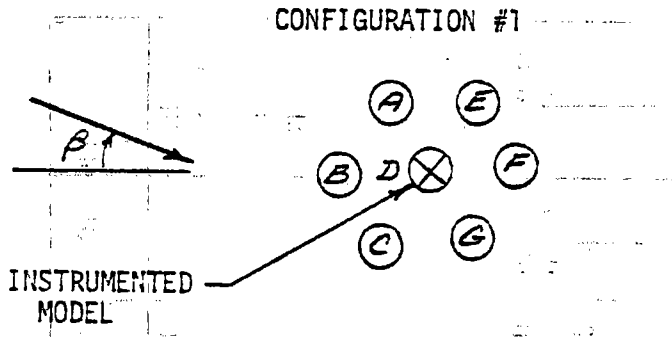 CONFIGURATION #1
A E
β
B D F
C G
INSTRUMENTED
MODEL